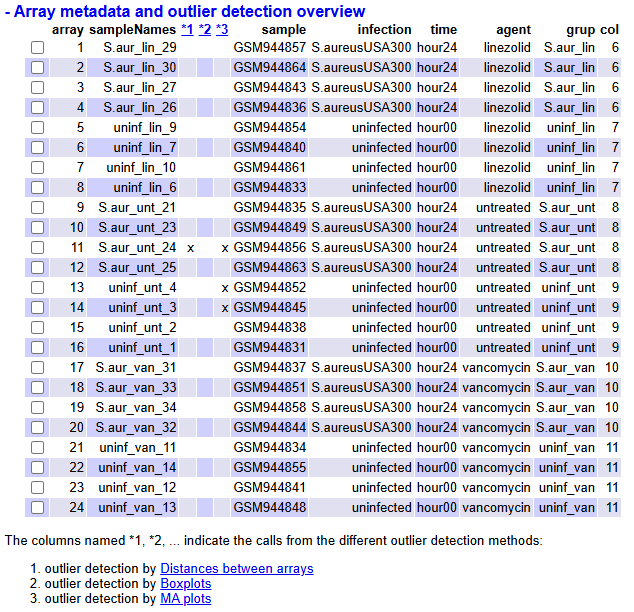 - Array metadata and outlier detection overview
array sampleNames *1 *2 *3 sample infection time agent grup col
1 S.aur_lin_29 GSM944857 S.aureusUSA300 hour24 linezolid S.aur_lin 6
2 S.aur_lin_30 GSM944864 S.aureusUSA300 hour24 linezolid S.aur_lin 6
3 S.aur_lin_27 GSM944843 S.aureusUSA300 hour24 linezolid S.aur_lin 6
4 S.aur_lin_26 GSM944836 S.aureusUSA300 hour24 linezolid S.aur_lin 6
5 uninf_lin_9 GSM944854 uninfected hour00 linezolid uninf_lin 7
6 uninf_lin_7 GSM944840 uninfected hour00 linezolid uninf_lin 7
7 uninf_lin_10 GSM944861 uninfected hour00 linezolid uninf_lin 7
8 uninf_lin_6 GSM944833 uninfected hour00 linezolid uninf_lin 7
9 S.aur_unt_21 GSM944835 S.aureusUSA300 hour24 untreated S.aur_unt 8
10 S.aur_unt_23 GSM944849 S.aureusUSA300 hour24 untreated S.aur_unt 8
11 S.aur_unt_24 x x GSM944856 S.aureusUSA300 hour24 untreated S.aur_unt 8
12 S.aur_unt_25 GSM944863 S.aureusUSA300 hour24 untreated S.aur_unt 8
13 uninf_unt_4 x GSM944852 uninfected hour00 untreated uninf_unt 9
14 uninf_unt_3 x GSM944845 uninfected hour00 untreated uninf_unt 9
15 uninf_unt_2 GSM944838 uninfected hour00 untreated uninf_unt 9
16 uninf_unt_1 GSM944831 uninfected hour00 untreated uninf_unt 9
17 S.aur_van_31 GSM944837 S.aureusUSA300 hour24 vancomycin S.aur_van 10
18 S.aur_van_33 GSM944851 S.aureusUSA300 hour24 vancomycin S.aur_van 10
19 S.aur_van_34 GSM944858 S.aureusUSA300 hour24 vancomycin S.aur_van 10
20 S.aur_van_32 GSM944844 S.aureusUSA300 hour24 vancomycin S.aur_van 10
21 uninf_van_11 GSM944834 uninfected hour00 vancomycin uninf_van 11
22 uninf_van_14 GSM944855 uninfected hour00 vancomycin uninf_van 11
23 uninf_van_12 GSM944841 uninfected hour00 vancomycin uninf_van 11
24 uninf_van_13 GSM944848 uninfected hour00 vancomycin uninf_van 11
The columns named *1, *2, ... indicate the calls from the different outlier detection methods:
1. outlier detection by Distances between arrays
2. outlier detection by Boxplots
3. outlier detection by MA plots